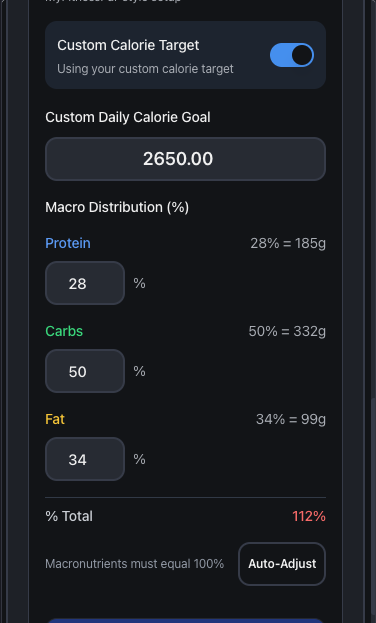 Custom Calorie Target
Using your custom calorie target
Custom Daily Calorie Goal
2650.00
Macro Distribution (%)
Protein 28% = 185g
28 %
Carbs 50% = 332g
50 %
Fat 34% = 99g
34 %
% Total 112%
Macronutrients must equal 100% Auto-Adjust